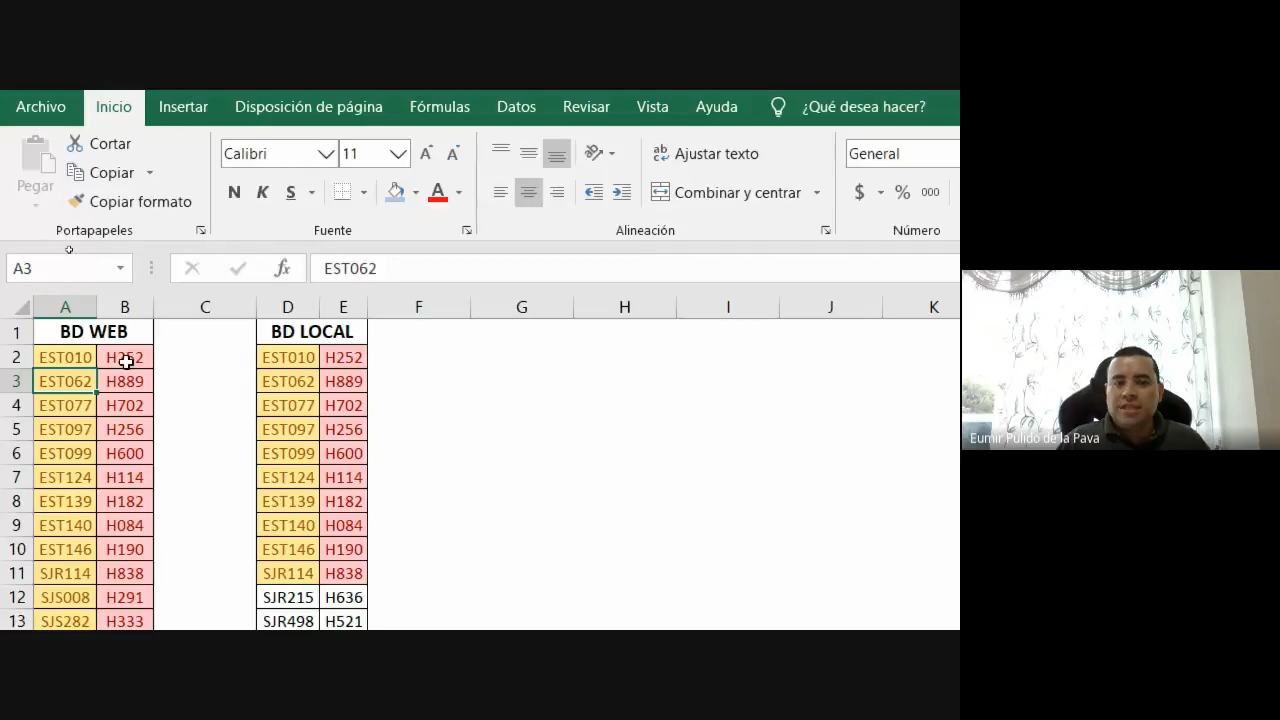 Archivo Inicio Insertar Disposición de página Fórmulas Datos Revisar Vista Ayuda ¿Qué desea hacer?
Pegar
Cortar
Copiar
Copiar formato
Portapapeles
Calibri 11
N K S
Fuente
Ajustar texto
Combinar y centrar
Alineación
General
$ % 000
Número
A3 fx EST062
A B C D E F G H I J K
1 BD WEB BD LOCAL
2 EST010 H252 EST010 H252
3 EST062 H889 EST062 H889
4 EST077 H702 EST077 H702
5 EST097 H256 EST097 H256
6 EST099 H600 EST099 H600
7 EST124 H114 EST124 H114
8 EST139 H182 EST139 H182
9 EST140 H084 EST140 H084
10 EST146 H190 EST146 H190
11 SJR114 H838 SJR114 H838
12 SJS008 H291 SJR215 H636
13 SJS282 H333 SJR498 H521
Eumir Pulido de la Pava